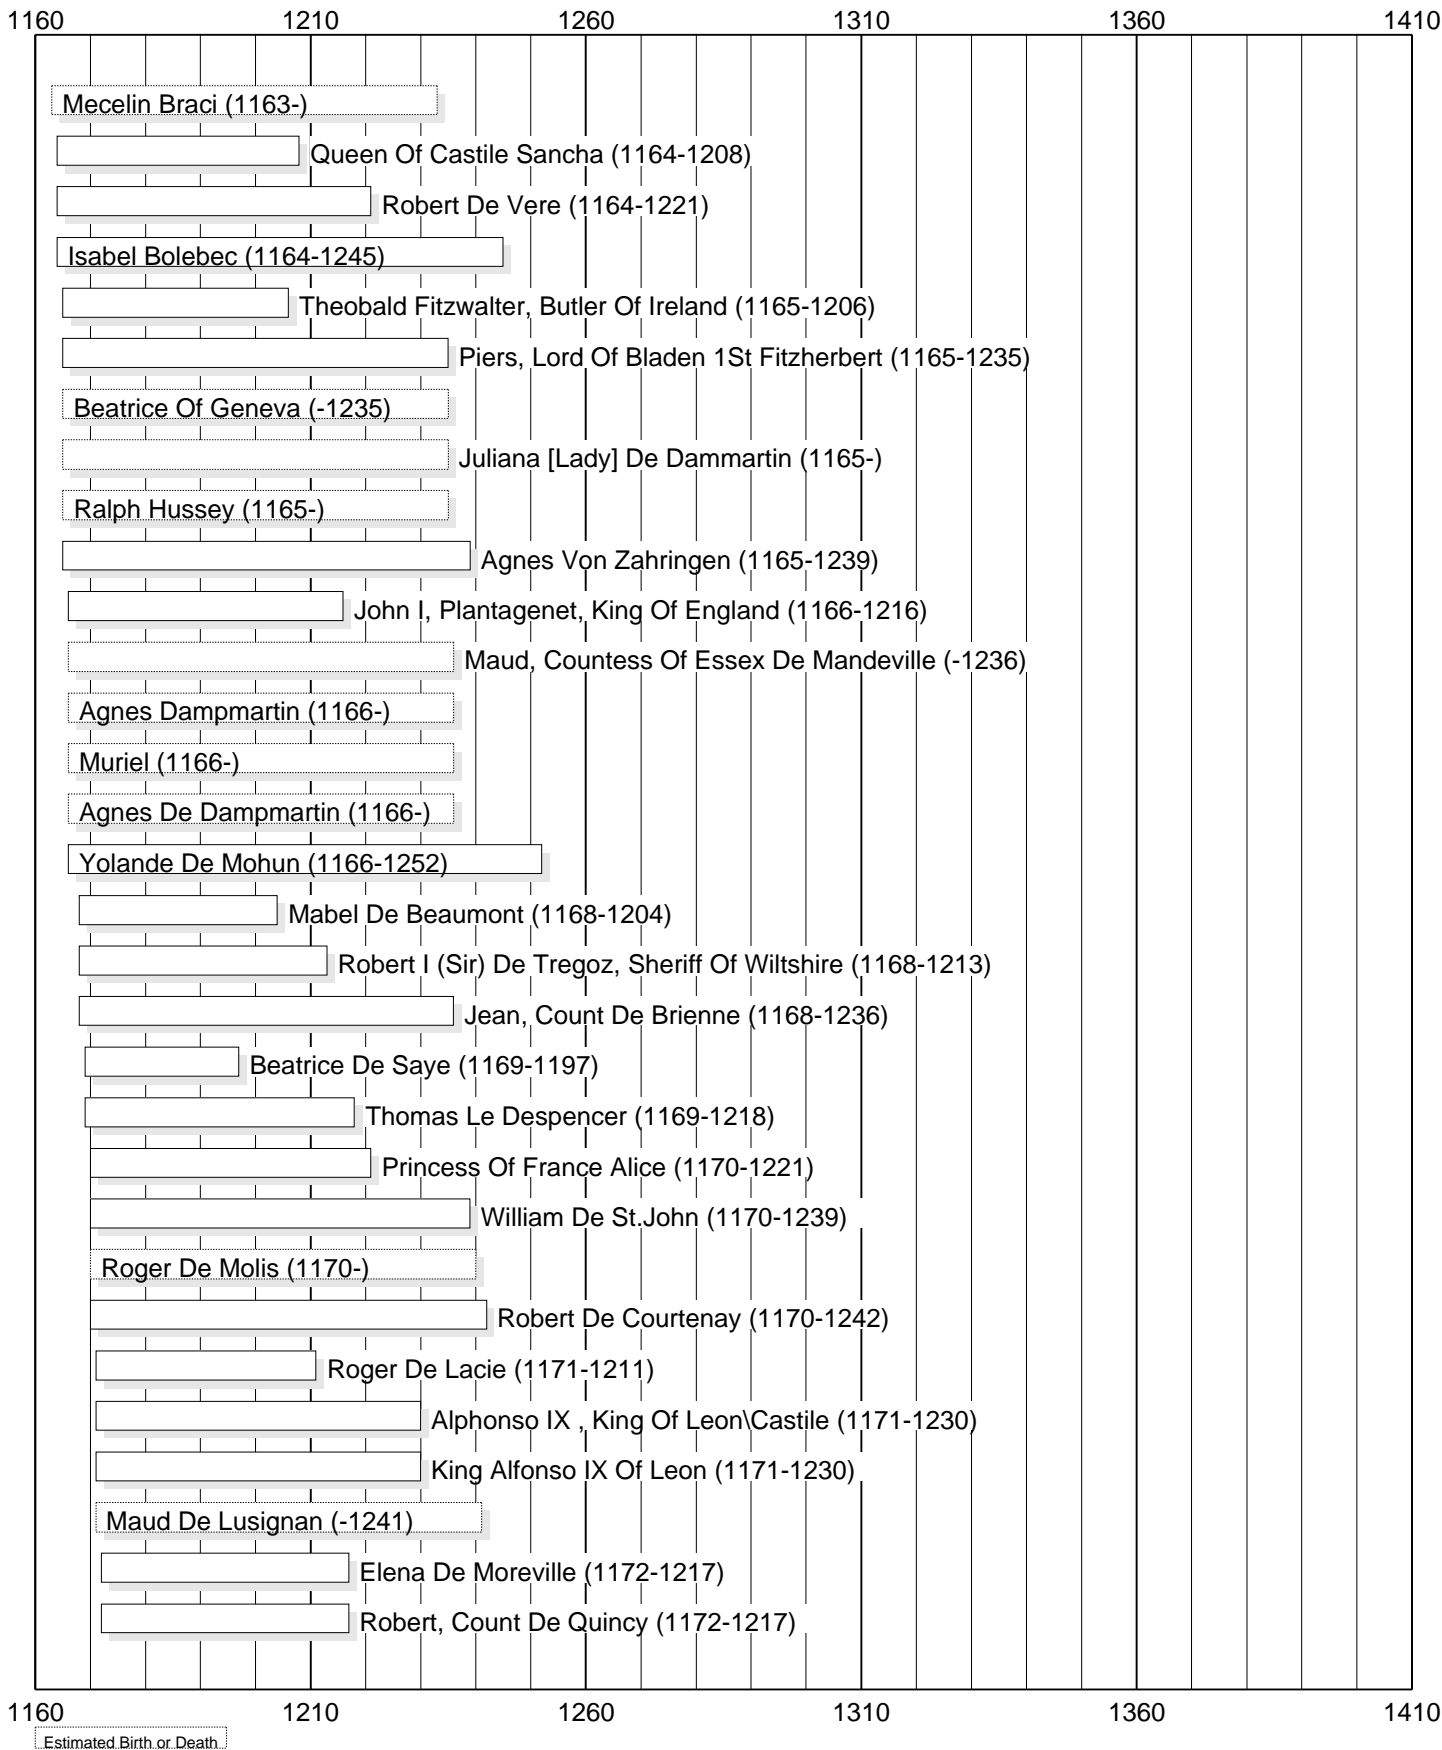 1160 1210 1260 1310 1360 1410
Mecelin Braci (1163-)
Queen Of Castile Sancha (1164-1208)
Robert De Vere (1164-1221)
Isabel Bolebec (1164-1245)
Theobald Fitzwalter, Butler Of Ireland (1165-1206)
Piers, Lord Of Bladen 1St Fitzherbert (1165-1235)
Beatrice Of Geneva (-1235)
Juliana [Lady] De Dammartin (1165-)
Ralph Hussey (1165-)
Agnes Von Zahringen (1165-1239)
John I, Plantagenet, King Of England (1166-1216)
Maud, Countess Of Essex De Mandeville (-1236)
Agnes Dampmartin (1166-)
Muriel (1166-)
Agnes De Dampmartin (1166-)
Yolande De Mohun (1166-1252)
Mabel De Beaumont (1168-1204)
Robert I (Sir) De Tregoz, Sheriff Of Wiltshire (1168-1213)
Jean, Count De Brienne (1168-1236)
Beatrice De Saye (1169-1197)
Thomas Le Despencer (1169-1218)
Princess Of France Alice (1170-1221)
William De St.John (1170-1239)
Roger De Molis (1170-)
Robert De Courtenay (1170-1242)
Roger De Lacie (1171-1211)
Alphonso IX , King Of Leon\Castile (1171-1230)
King Alfonso IX Of Leon (1171-1230)
Maud De Lusignan (-1241)
Elena De Moreville (1172-1217)
Robert, Count De Quincy (1172-1217)
1160 1210 1260 1310 1360 1410
Estimated Birth or Death